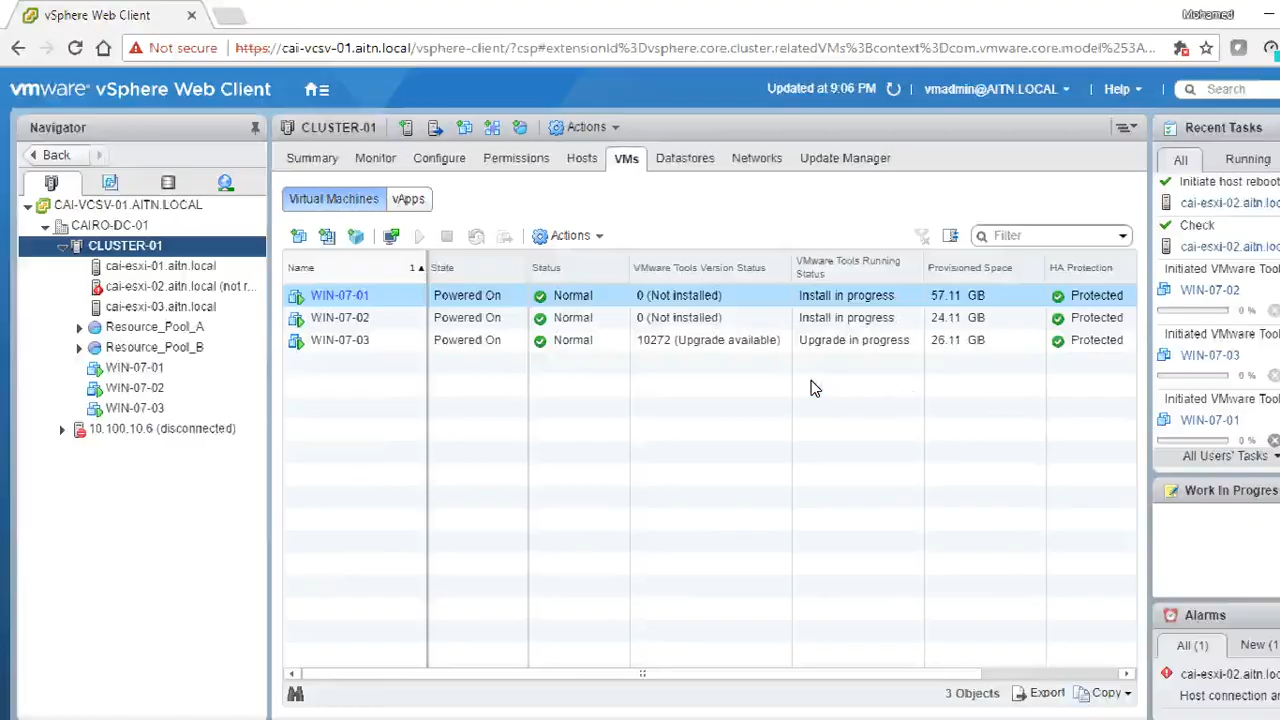 vSphere Web Client
Mohamed
Not secure
https://cai-vcsv-01.aitn.local/vsphere-client/?csp#extensionId%3Dvsphere.core.cluster.relatedVMs%3Bcontext%3Dcom.vmware.core.model%253A...
vmware® vSphere Web Client
Updated at 9:06 PM
vmadmin@AITN.LOCAL
Help
Search
Navigator
Back
CAI-VCSV-01.AITN.LOCAL
CAIRO-DC-01
CLUSTER-01
cai-esxi-01.aitn.local
cai-esxi-02.aitn.local (not r...
cai-esxi-03.aitn.local
Resource_Pool_A
Resource_Pool_B
WIN-07-01
WIN-07-02
WIN-07-03
10.100.10.6 (disconnected)
CLUSTER-01
Actions
Summary Monitor Configure Permissions Hosts VMs Datastores Networks Update Manager
Virtual Machines vApps
Actions
Filter
Name 1 State Status VMware Tools Version Status VMware Tools Running Status Provisioned Space HA Protection
WIN-07-01 Powered On Normal 0 (Not installed) Install in progress 57.11 GB Protected
WIN-07-02 Powered On Normal 0 (Not installed) Install in progress 24.11 GB Protected
WIN-07-03 Powered On Normal 10272 (Upgrade available) Upgrade in progress 26.11 GB Protected
3 Objects Export Copy
Recent Tasks
All Running
Initiate host reboot
cai-esxi-02.aitn.loc
Check
cai-esxi-02.aitn.loc
Initiated VMware Tool
WIN-07-02
0 %
Initiated VMware Tool
WIN-07-03
0 %
Initiated VMware Tool
WIN-07-01
0 %
All Users' Tasks
Work In Progres
Alarms
All (1) New (1
cai-esxi-02.aitn.loc
Host connection an